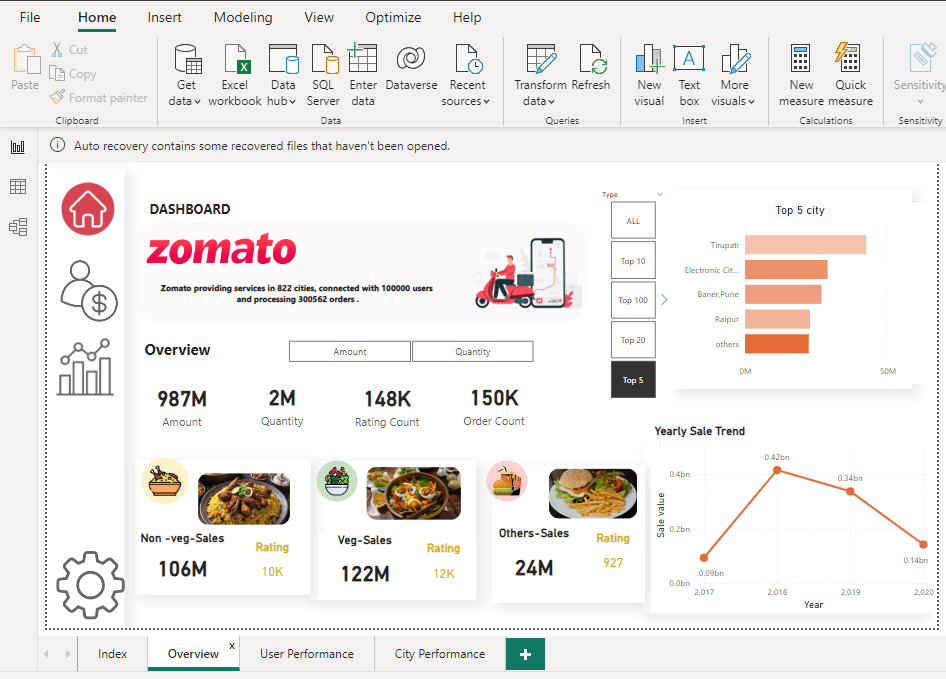 File Home Insert Modeling View Optimize Help
Paste
Cut
Copy
Format painter
Clipboard
Get data
Excel workbook
Data hub
SQL Server
Enter data
Dataverse
Recent sources
Data
Transform data
Refresh
Queries
New visual
Text box
More visuals
Insert
New measure
Quick measure
Calculations
Sensitivity
Sensitivity
Auto recovery contains some recovered files that haven't been opened.
DASHBOARD
zomato
Zomato providing services in 822 cities, connected with 100000 users
and processing 300562 orders .
Type
ALL
Top 10
Top 100
Top 20
Top 5
Top 5 city
Tirupati
Electronic Cit...
Baner,Pune
Raipur
others
0M 50M
Overview
Amount Quantity
987M
Amount
2M
Quantity
148K
Rating Count
150K
Order Count
Non -veg-Sales
106M
Rating
10K
Veg-Sales
122M
Rating
12K
Others-Sales
24M
Rating
927
Yearly Sale Trend
Sale value
0.4bn
0.2bn
0.0bn
0.09bn
0.42bn
0.34bn
0.14bn
2,017 2,018 2,019 2,020
Year
Index Overview x User Performance City Performance +